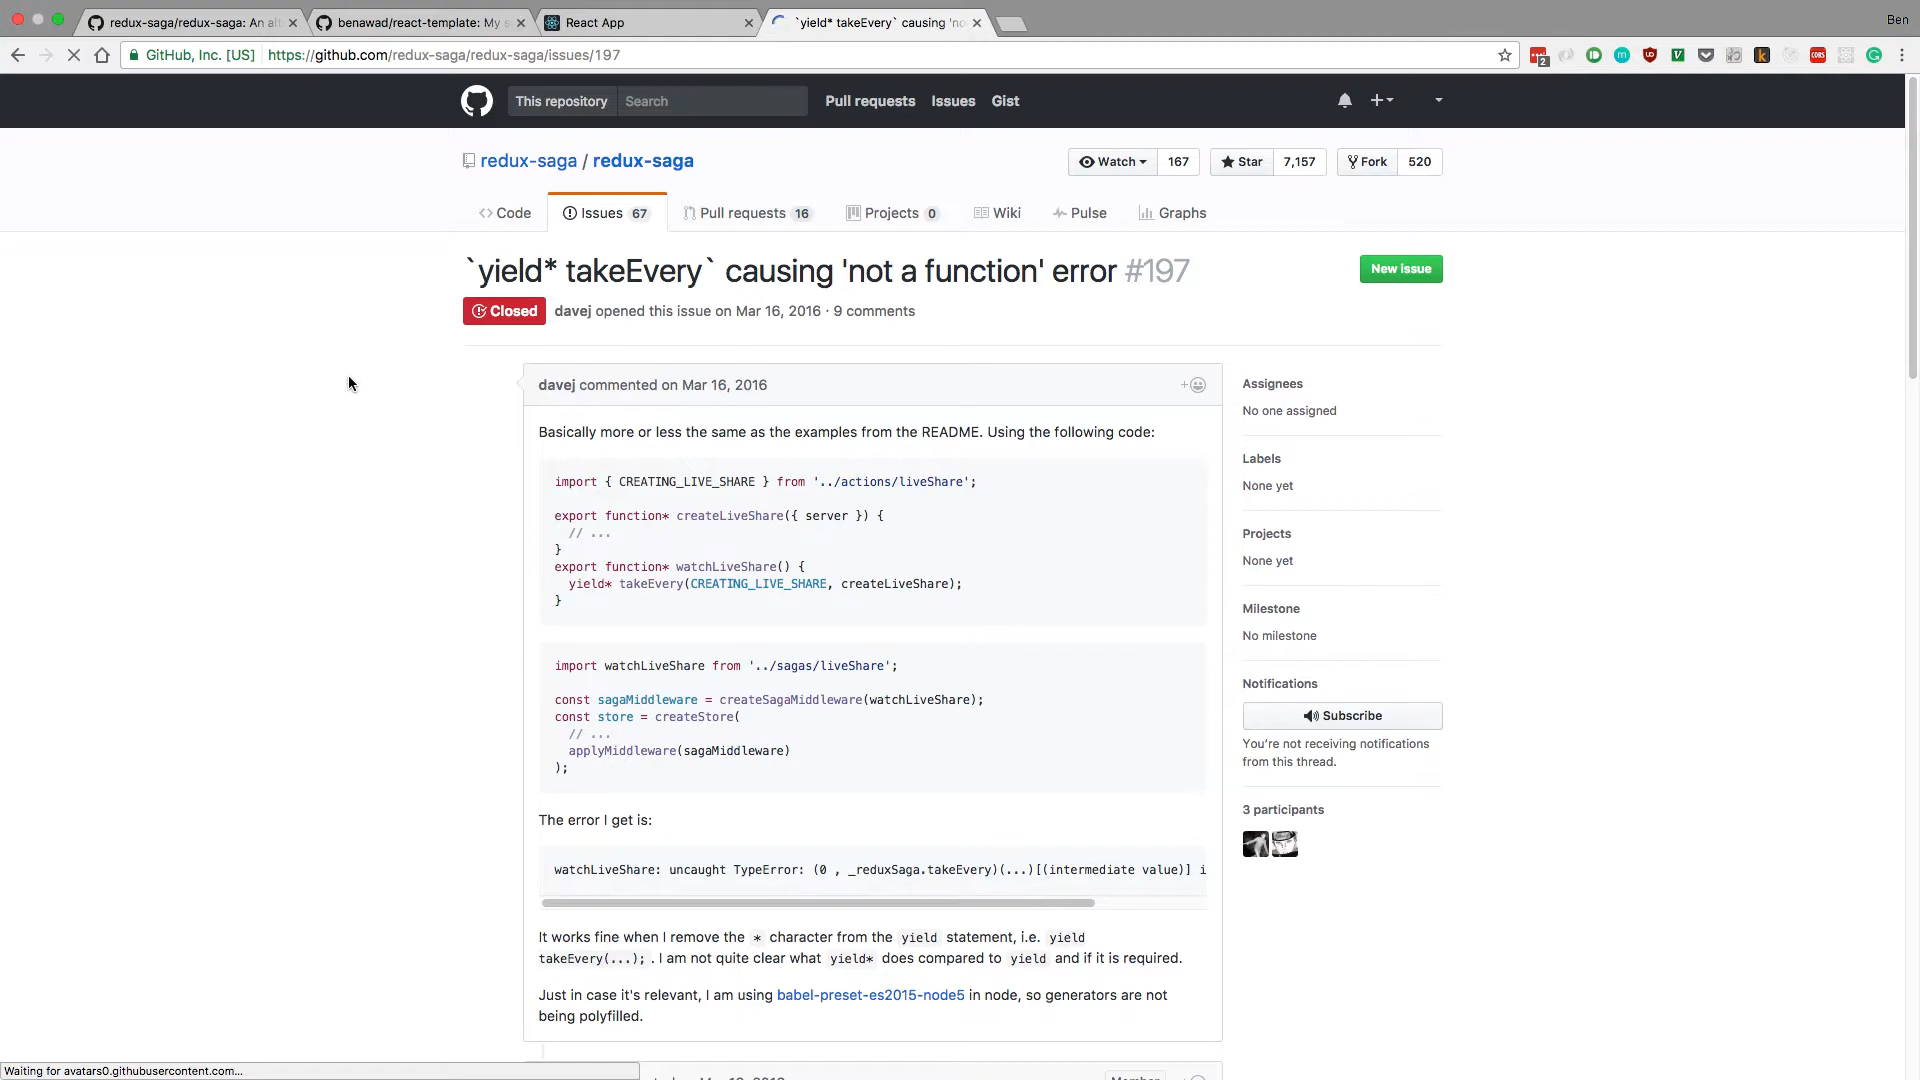 redux-saga/redux-saga: An alt
benawad/react-template: My s
React App
`yield* takeEvery` causing 'no
Ben
GitHub, Inc. [US]
https://github.com/redux-saga/redux-saga/issues/197
2
CORS
This repository
Search
Pull requests
Issues
Gist
redux-saga / redux-saga
Watch
167
Star
7,157
Fork
520
Code
Issues 67
Pull requests 16
Projects 0
Wiki
Pulse
Graphs
`yield* takeEvery` causing 'not a function' error #197
New issue
Closed
davej opened this issue on Mar 16, 2016 · 9 comments
davej commented on Mar 16, 2016
Basically more or less the same as the examples from the README. Using the following code:
import { CREATING_LIVE_SHARE } from '../actions/liveShare';
export function* createLiveShare({ server }) {
// ...
}
export function* watchLiveShare() {
yield* takeEvery(CREATING_LIVE_SHARE, createLiveShare);
}
import watchLiveShare from '../sagas/liveShare';
const sagaMiddleware = createSagaMiddleware(watchLiveShare);
const store = createStore(
// ...
applyMiddleware(sagaMiddleware)
);
The error I get is:
watchLiveShare: uncaught TypeError: (0 , _reduxSaga.takeEvery)(...)[(intermediate value)] i
It works fine when I remove the * character from the yield statement, i.e. yield
takeEvery(...); . I am not quite clear what yield* does compared to yield and if it is required.
Just in case it's relevant, I am using babel-preset-es2015-node5 in node, so generators are not
being polyfilled.
Assignees
No one assigned
Labels
None yet
Projects
None yet
Milestone
No milestone
Notifications
Subscribe
You're not receiving notifications
from this thread.
3 participants
Waiting for avatars0.githubusercontent.com...